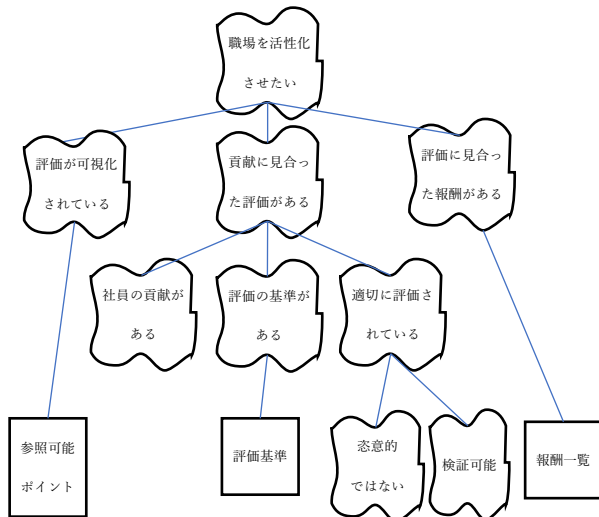 職場を活性化
させたい
評価が可視化
されている
貢献に見合っ
た評価がある
評価に見合っ
た報酬がある
社員の貢献が
ある
評価の基準が
ある
適切に評価さ
れている
参照可能
ポイント
評価基準
恣意的
ではない
検証可能
報酬一覧